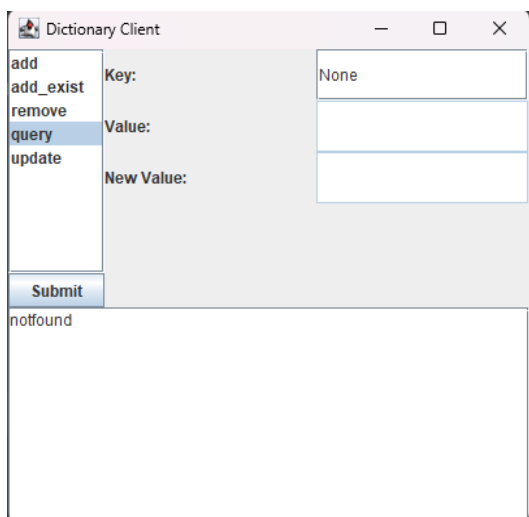 Dictionary Client
add
add_exist
remove
query
update
Key:
None
Value:
New Value:
Submit
notfound